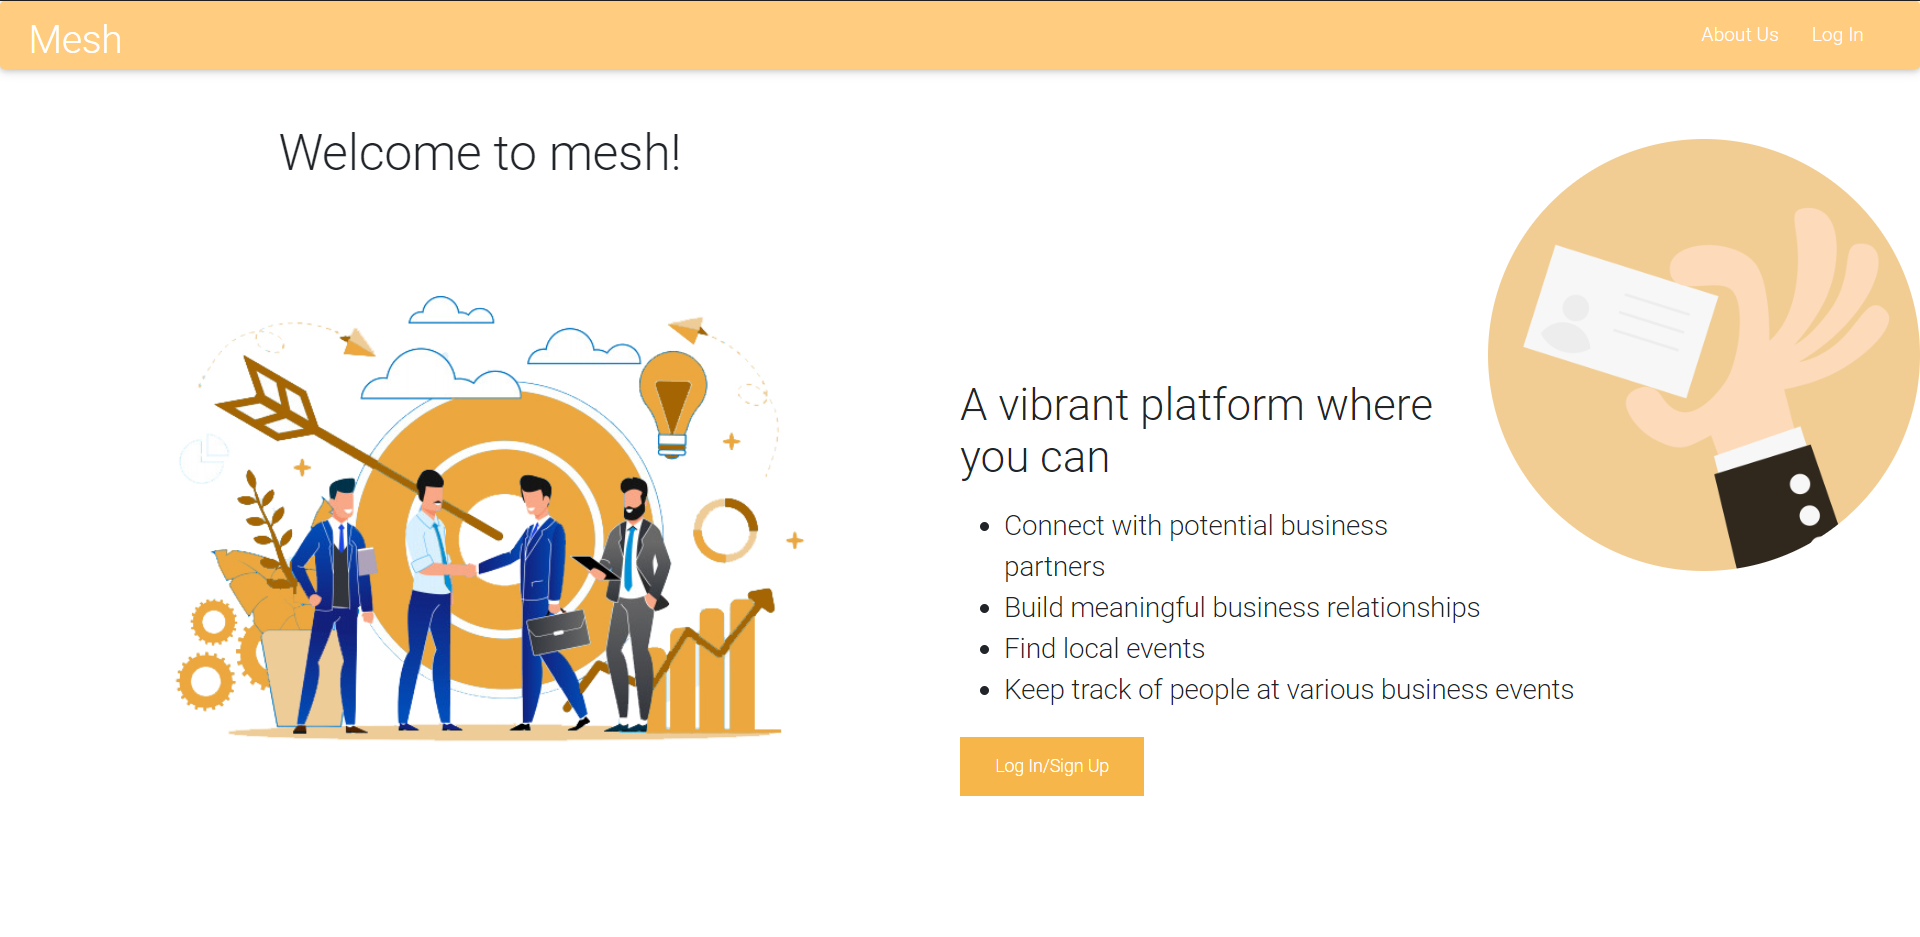 Mesh
About Us
Log In
Welcome to mesh!
A vibrant platform where
you can
Connect with potential business
partners
Build meaningful business relationships
Find local events
Keep track of people at various business events
Log In/Sign Up